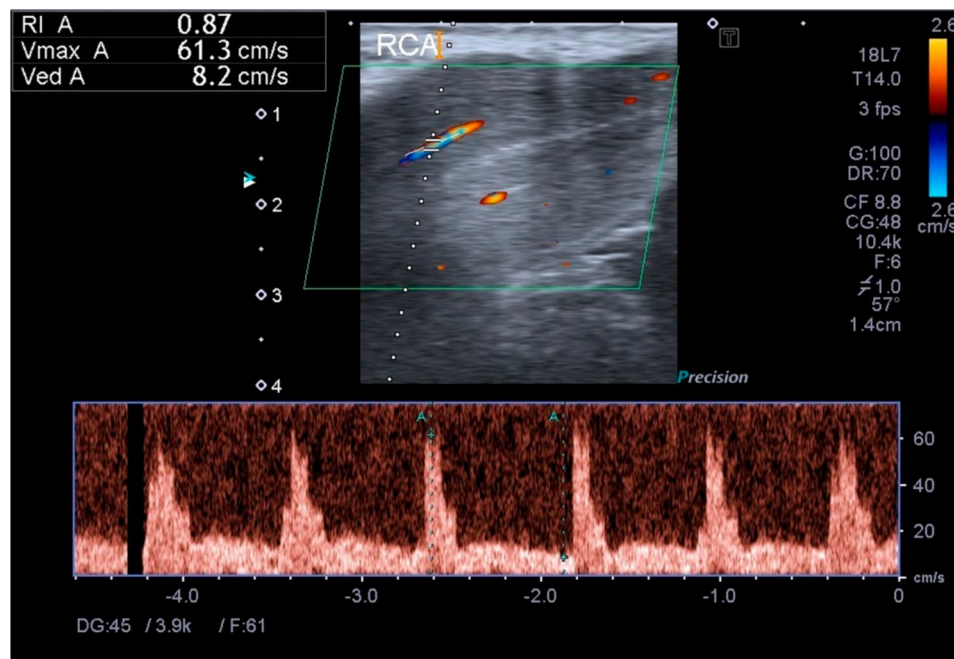 RI A 0.87
Vmax A 61.3 cm/s
Ved A 8.2 cm/s
RCA
T
1
2
3
4
2.6
2.6
cm/s
18L7
T14.0
3 fps
G:100
DR:70
CF 8.8
CG:48
10.4k
F:6
1.0
57°
1.4cm
Precision
A A
60
40
20
cm/s
-4.0 -3.0 -2.0 -1.0 0
DG:45 / 3.9k / F:61